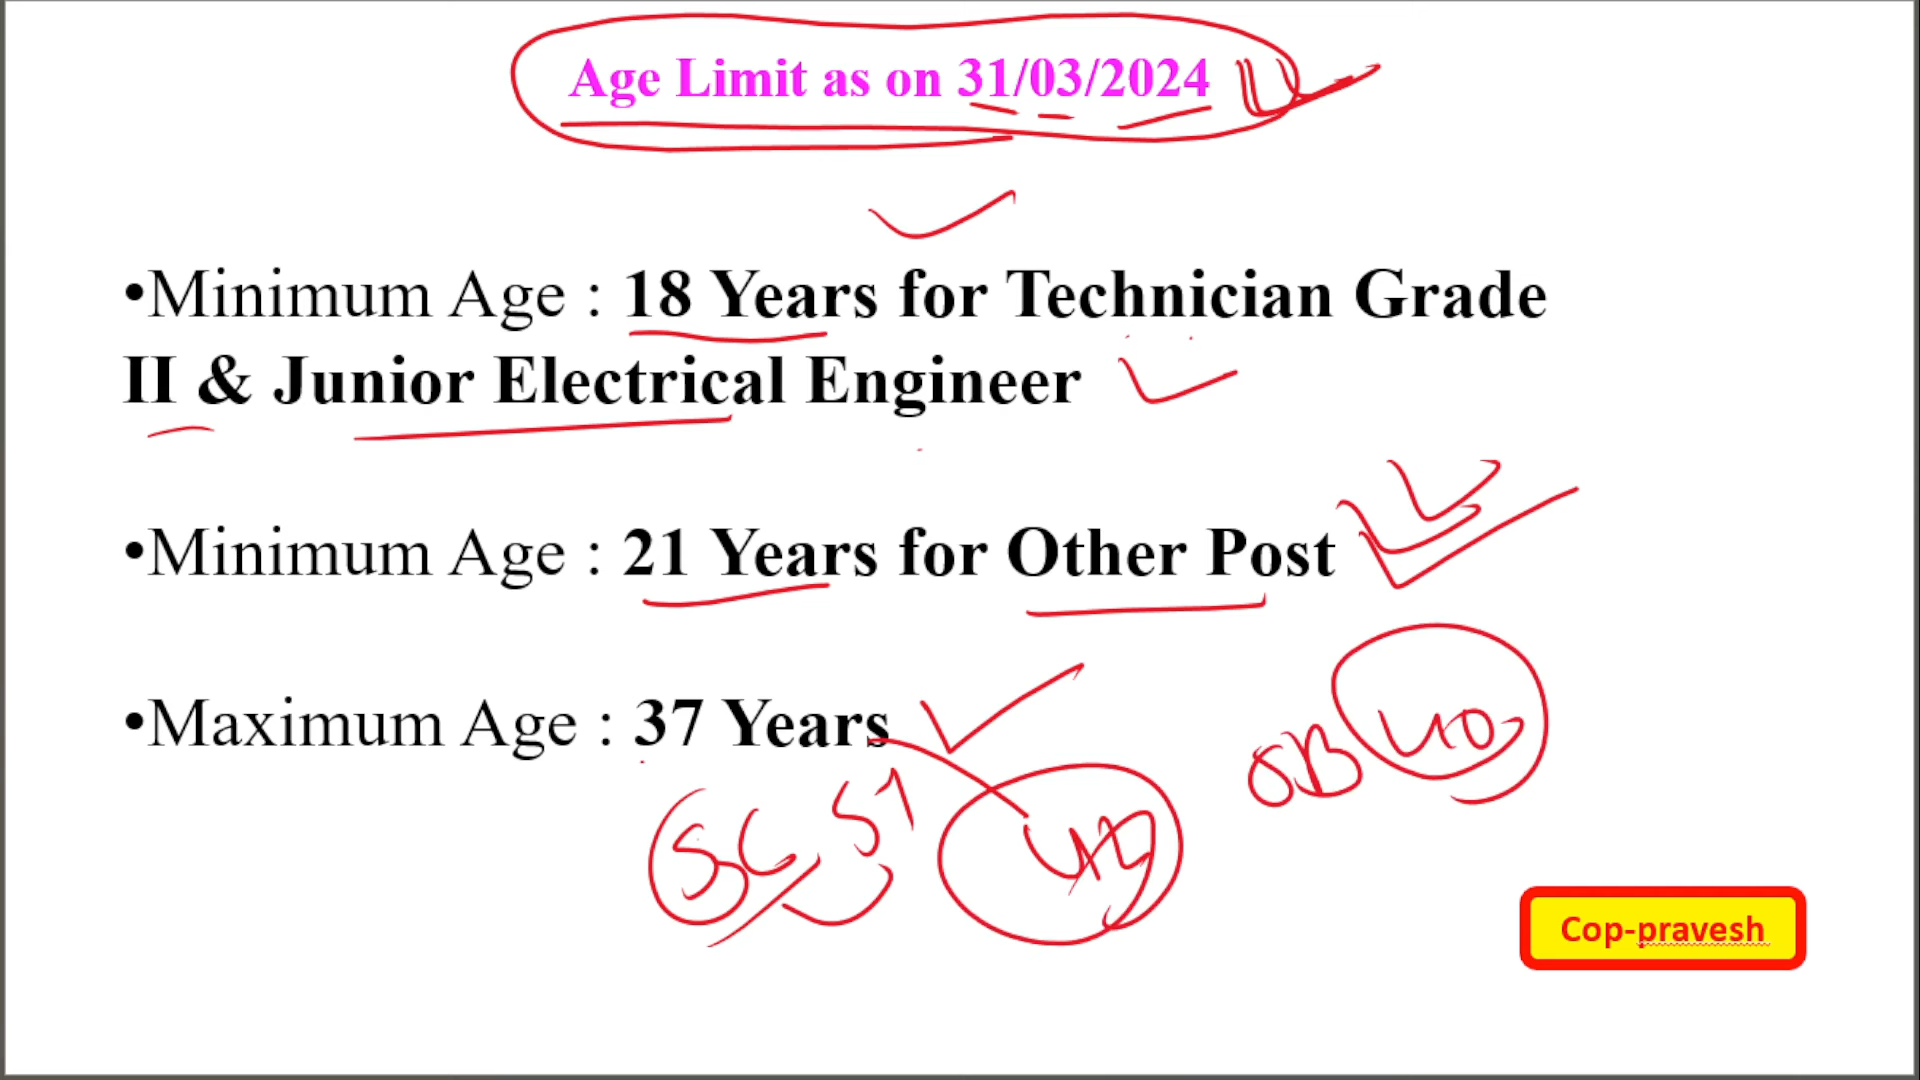 Age Limit as on 31/03/2024
•Minimum Age : 18 Years for Technician Grade
II & Junior Electrical Engineer
•Minimum Age : 21 Years for Other Post
•Maximum Age : 37 Years
OB 40
SC, ST 42
Cop-pravesh